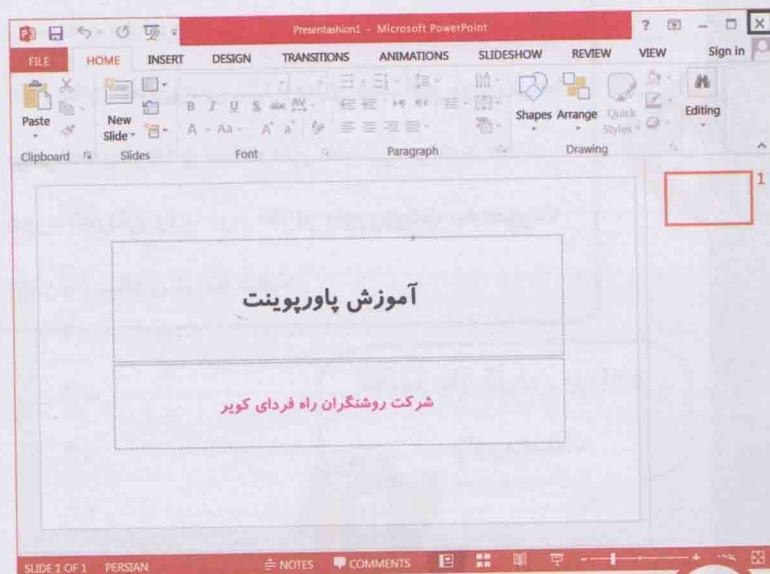 Presentashion1 - Microsoft PowerPoint
FILE HOME INSERT DESIGN TRANSITIONS ANIMATIONS SLIDESHOW REVIEW VIEW Sign in
Paste
New Slide
Shapes Arrange Quick Styles
Editing
Clipboard Slides Font Paragraph Drawing
1
آموزش پاورپوینت
شرکت روشنگران راه فردای کویر
SLIDE 1 OF 1 PERSIAN NOTES COMMENTS